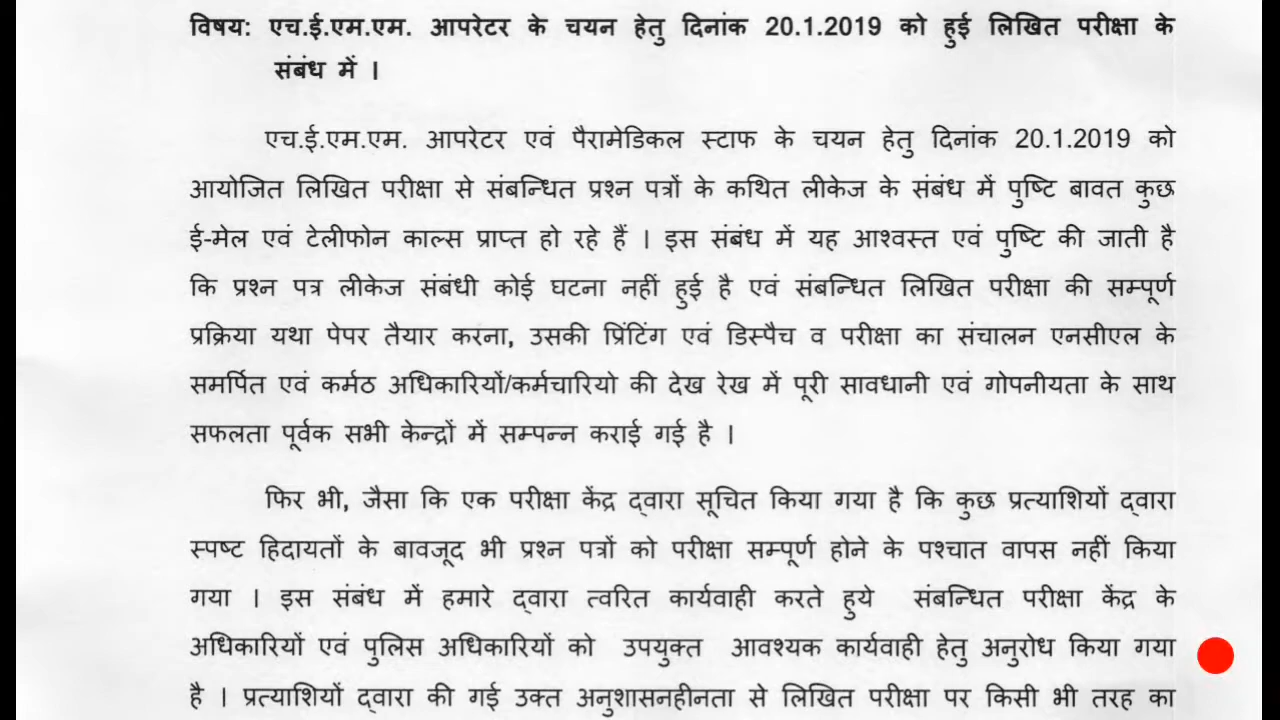 विषय: एच.ई.एम.एम. आपरेटर के चयन हेतु दिनांक 20.1.2019 को हुई लिखित परीक्षा के
संबंध में ।
एच.ई.एम.एम. आपरेटर एवं पैरामेडिकल स्टाफ के चयन हेतु दिनांक 20.1.2019 को
आयोजित लिखित परीक्षा से संबन्धित प्रश्न पत्रों के कथित लीकेज के संबंध में पुष्टि बावत कुछ
ई-मेल एवं टेलीफोन काल्स प्राप्त हो रहे हैं । इस संबंध में यह आश्वस्त एवं पुष्टि की जाती है
कि प्रश्न पत्र लीकेज संबंधी कोई घटना नहीं हुई है एवं संबन्धित लिखित परीक्षा की सम्पूर्ण
प्रक्रिया यथा पेपर तैयार करना, उसकी प्रिंटिंग एवं डिस्पैच व परीक्षा का संचालन एनसीएल के
समर्पित एवं कर्मठ अधिकारियों/कर्मचारियो की देख रेख में पूरी सावधानी एवं गोपनीयता के साथ
सफलता पूर्वक सभी केन्द्रों में सम्पन्न कराई गई है ।
फिर भी, जैसा कि एक परीक्षा केंद्र द्वारा सूचित किया गया है कि कुछ प्रत्याशियों द्वारा
स्पष्ट हिदायतों के बावजूद भी प्रश्न पत्रों को परीक्षा सम्पूर्ण होने के पश्चात वापस नहीं किया
गया । इस संबंध में हमारे द्वारा त्वरित कार्यवाही करते हुये संबन्धित परीक्षा केंद्र के
अधिकारियों एवं पुलिस अधिकारियों को उपयुक्त आवश्यक कार्यवाही हेतु अनुरोध किया गया
है । प्रत्याशियों द्वारा की गई उक्त अनुशासनहीनता से लिखित परीक्षा पर किसी भी तरह का